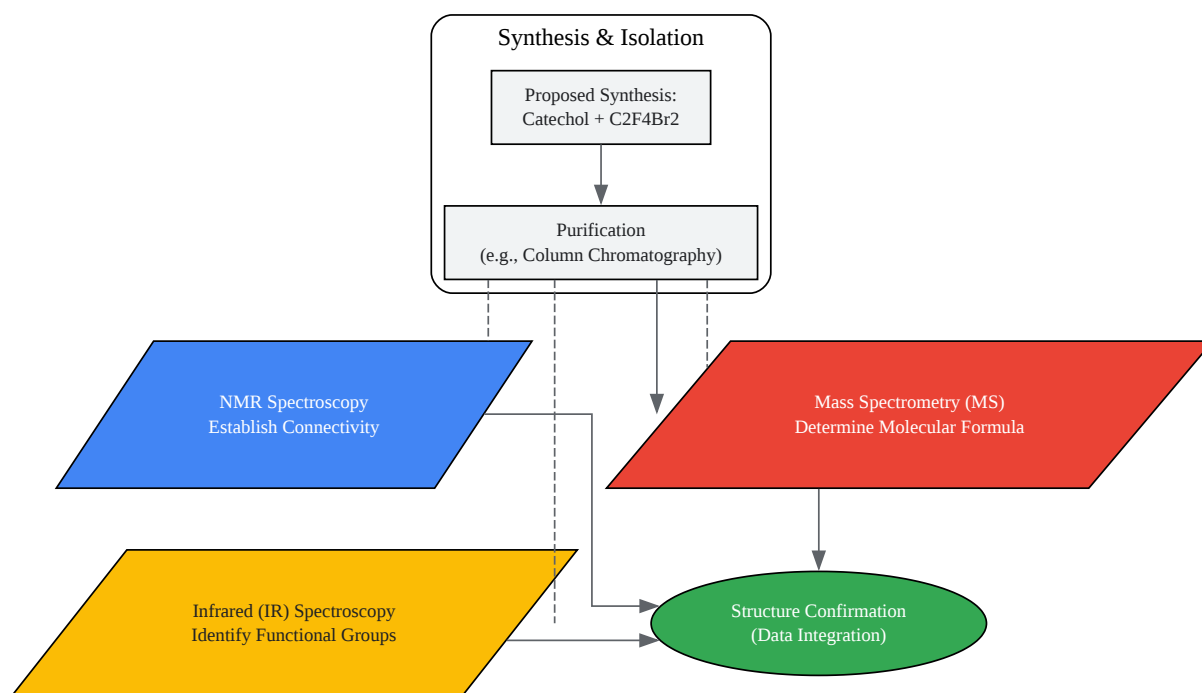 Synthesis & Isolation
Proposed Synthesis:
Catechol + C2F4Br2
Purification
(e.g., Column Chromatography)
NMR Spectroscopy
Establish Connectivity
Mass Spectrometry (MS)
Determine Molecular Formula
Infrared (IR) Spectroscopy
Identify Functional Groups
Structure Confirmation
(Data Integration)